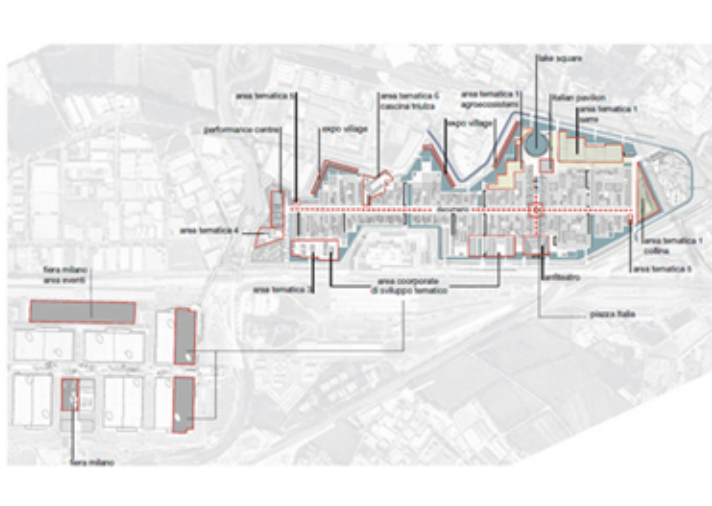 lake square
area tematica 5
area tematica 6
cascina triulza
area tematica 1
agroecosistemi
italian pavilion
area tematica 1
serre
performance centre
expo village
expo village
decumano
area tematica 4
area tematica 1
collina
area tematica 5
fiera milano
area eventi
area tematica 3
area coorporate
di sviluppo tematico
anfiteatro
piazza Italia
fiera milano